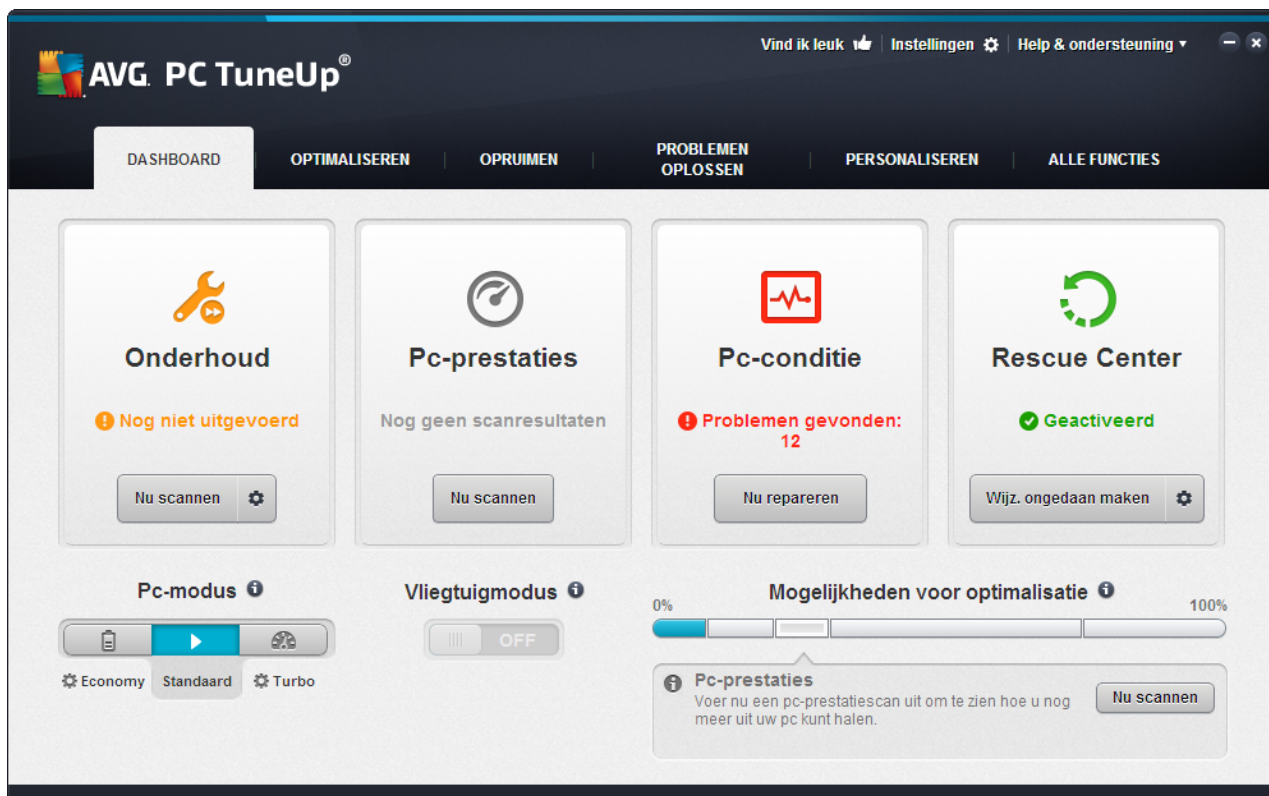 Vind ik leuk
Instellingen
Help & ondersteuning
AVG. PC TuneUp®
DASHBOARD
OPTIMALISEREN
OPRUIMEN
PROBLEMEN
OPLOSSEN
PERSONALISEREN
ALLE FUNCTIES
Onderhoud
Nog niet uitgevoerd
Nu scannen
Pc-prestaties
Nog geen scanresultaten
Nu scannen
Pc-conditie
Problemen gevonden:
12
Nu repareren
Rescue Center
Geactiveerd
Wijz. ongedaan maken
Pc-modus
Economy
Standaard
Turbo
Vliegtuigmodus
OFF
Mogelijkheden voor optimalisatie
0%
100%
Pc-prestaties
Voer nu een pc-prestatiescan uit om te zien hoe u nog
meer uit uw pc kunt halen.
Nu scannen